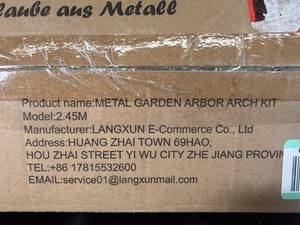 laube aus Metall
Product name:METAL GARDEN ARBOR ARCH KIT
Model:2.45M
Manufacturer:LANGXUN E-Commerce Co., Ltd
Address:HUANG ZHAI TOWN 69HAO,
HOU ZHAI STREET YI WU CITY ZHE JIANG PROVIN
TEL:+86 17815532600
EMAIL:service01@langxunmail.com